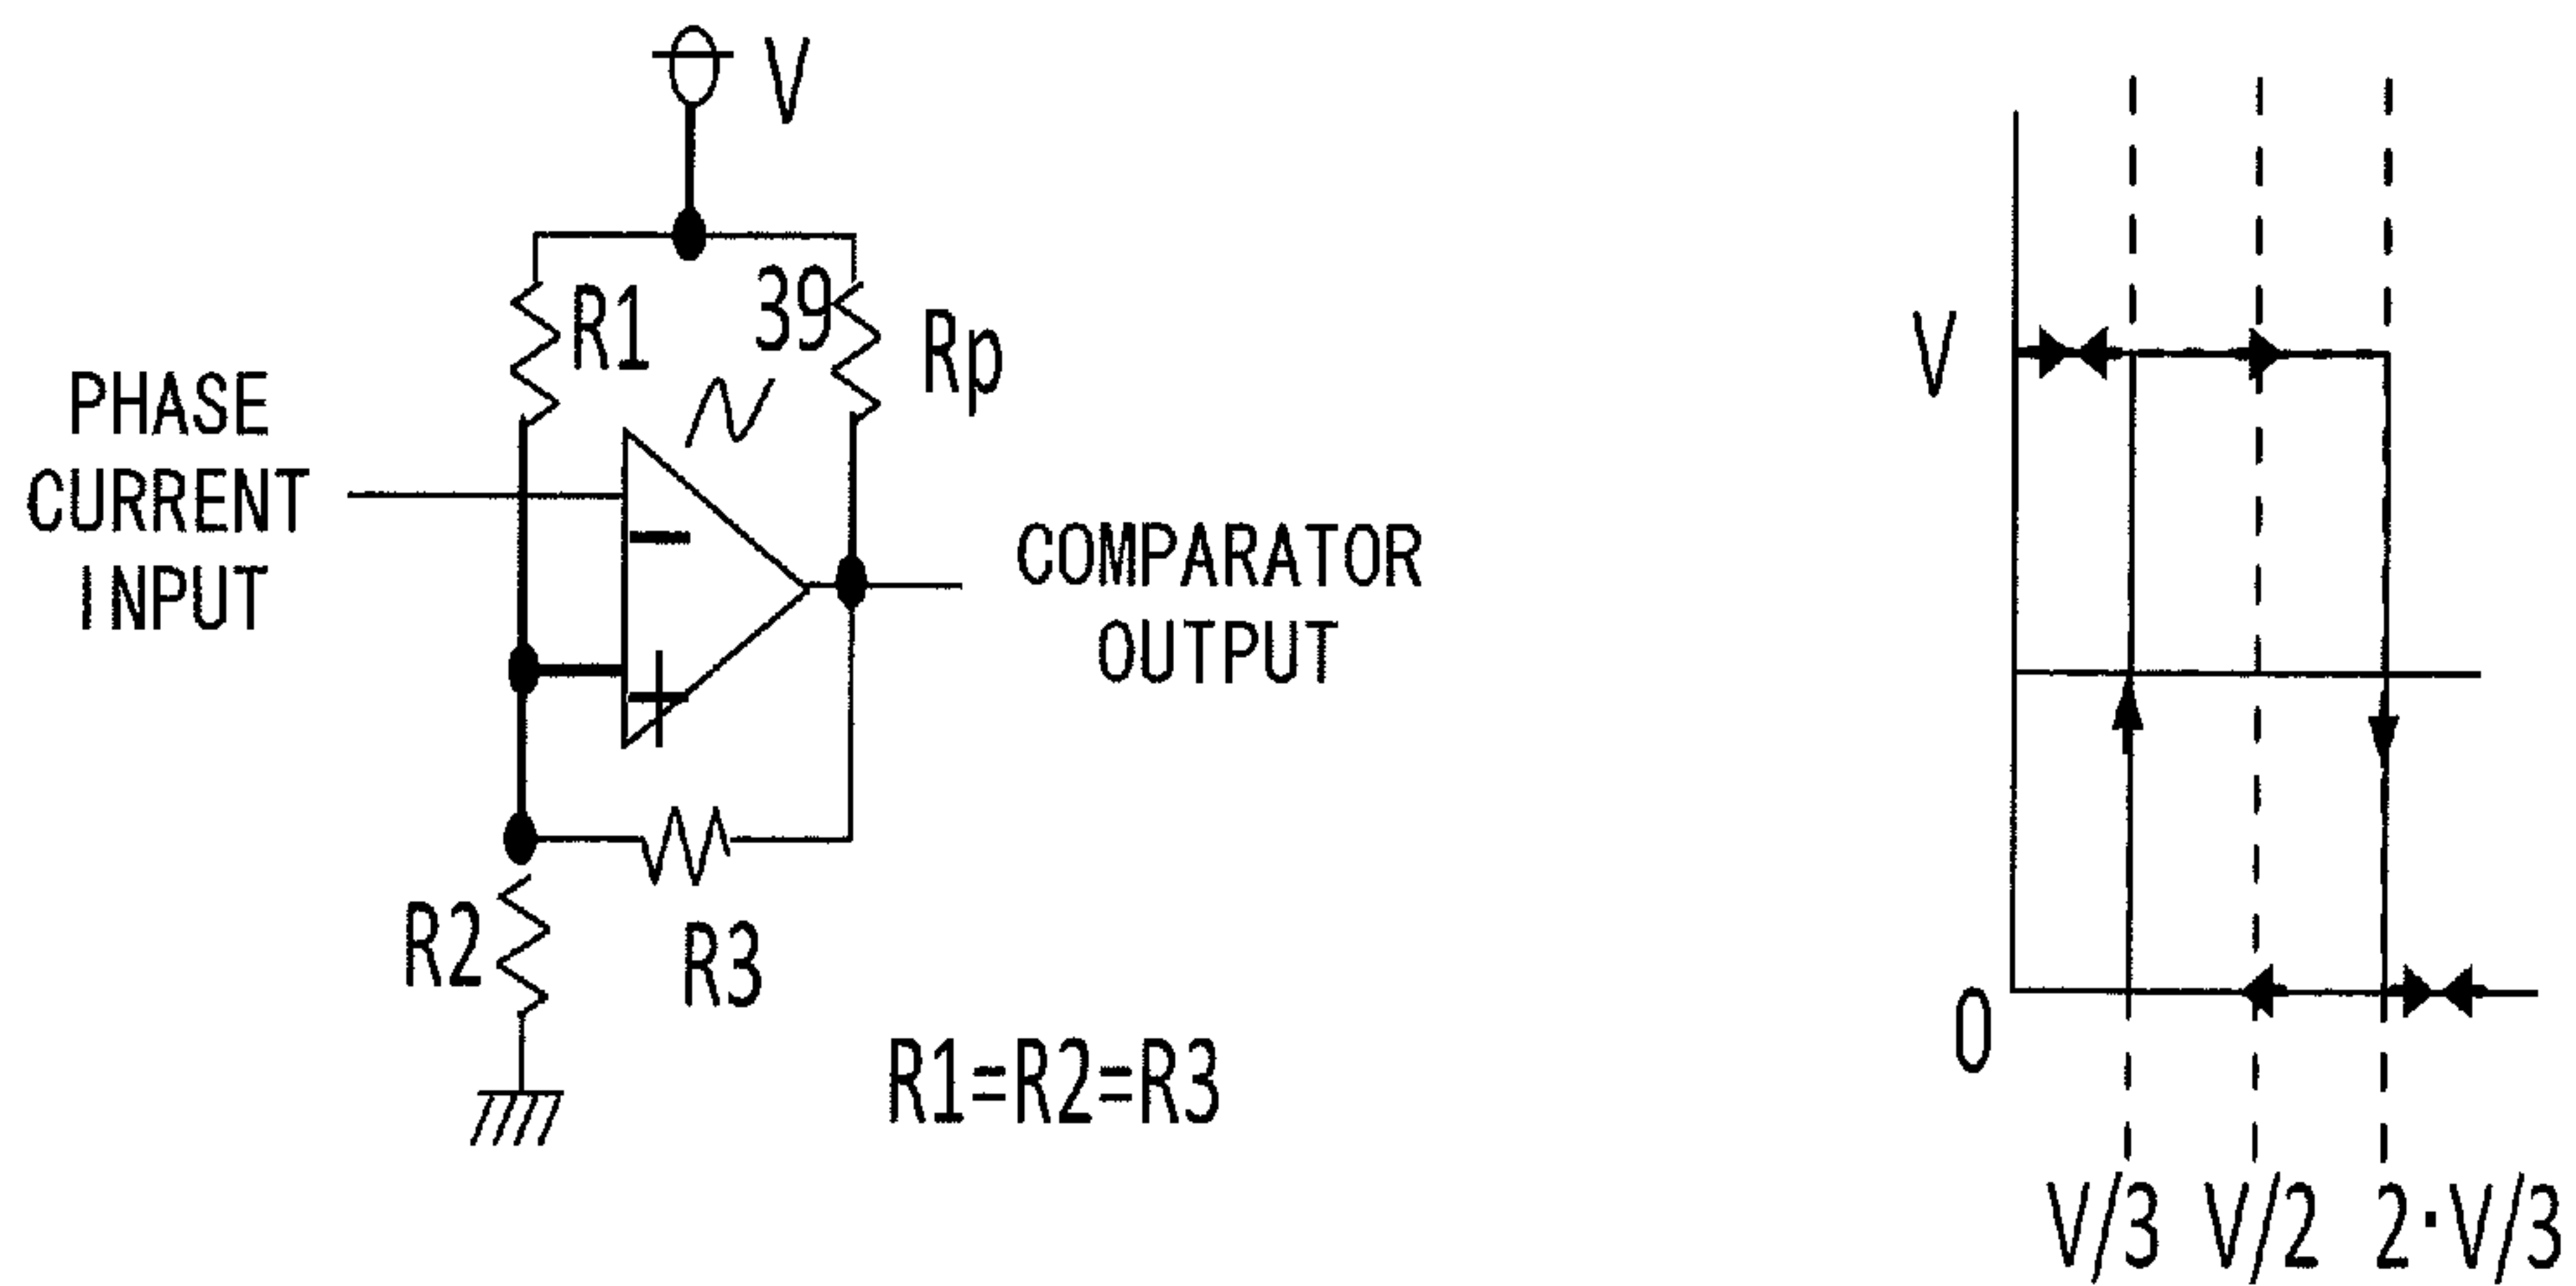 V
R1
39
Rp
PHASE
CURRENT
INPUT
−
+
COMPARATOR
OUTPUT
R2
R3
R1=R2=R3
V
0
V/3 V/2 2·V/3